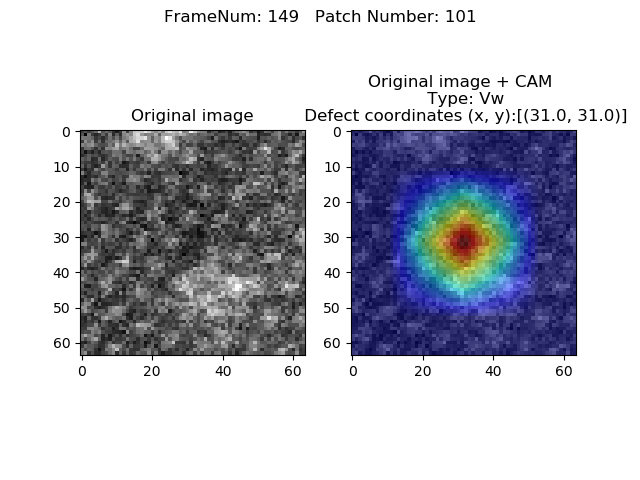 FrameNum: 149   Patch Number: 101
Original image
0
10
20
30
40
50
60
0 20 40 60
Original image + CAM
Type: Vw
Defect coordinates (x, y):[(31.0, 31.0)]
0
10
20
30
40
50
60
0 20 40 60